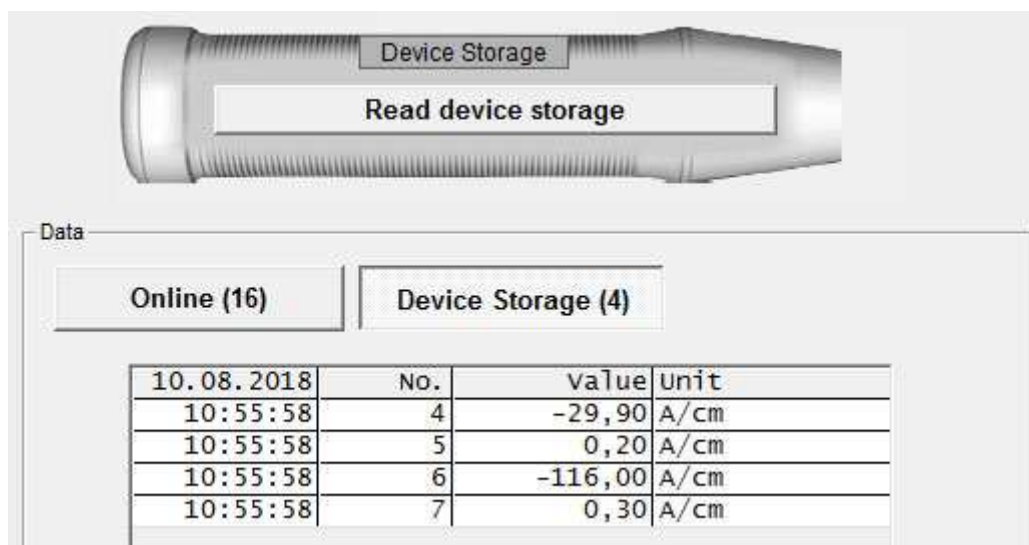 Device Storage
Read device storage
Data
Online (16) Device Storage (4)
10.08.2018 No. Value Unit
10:55:58 4 -29,90 A/cm
10:55:58 5 0,20 A/cm
10:55:58 6 -116,00 A/cm
10:55:58 7 0,30 A/cm